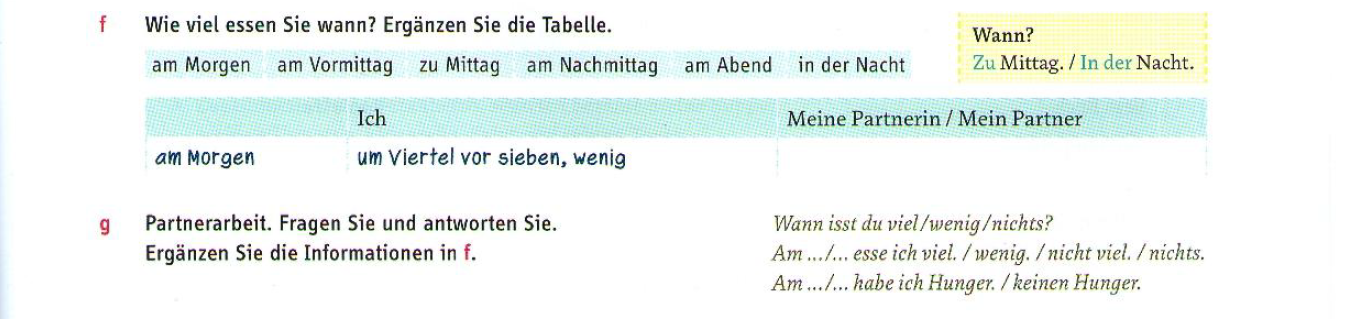 f Wie viel essen Sie wann? Ergänzen Sie die Tabelle.
am Morgen am Vormittag zu Mittag am Nachmittag am Abend in der Nacht
Wann?
Zu Mittag. / In der Nacht.
Ich Meine Partnerin / Mein Partner
am Morgen um Viertel vor sieben, wenig
g Partnerarbeit. Fragen Sie und antworten Sie.
Ergänzen Sie die Informationen in f.
Wann isst du viel/wenig/nichts?
Am .../... esse ich viel. / wenig. / nicht viel. / nichts.
Am .../... habe ich Hunger. / keinen Hunger.